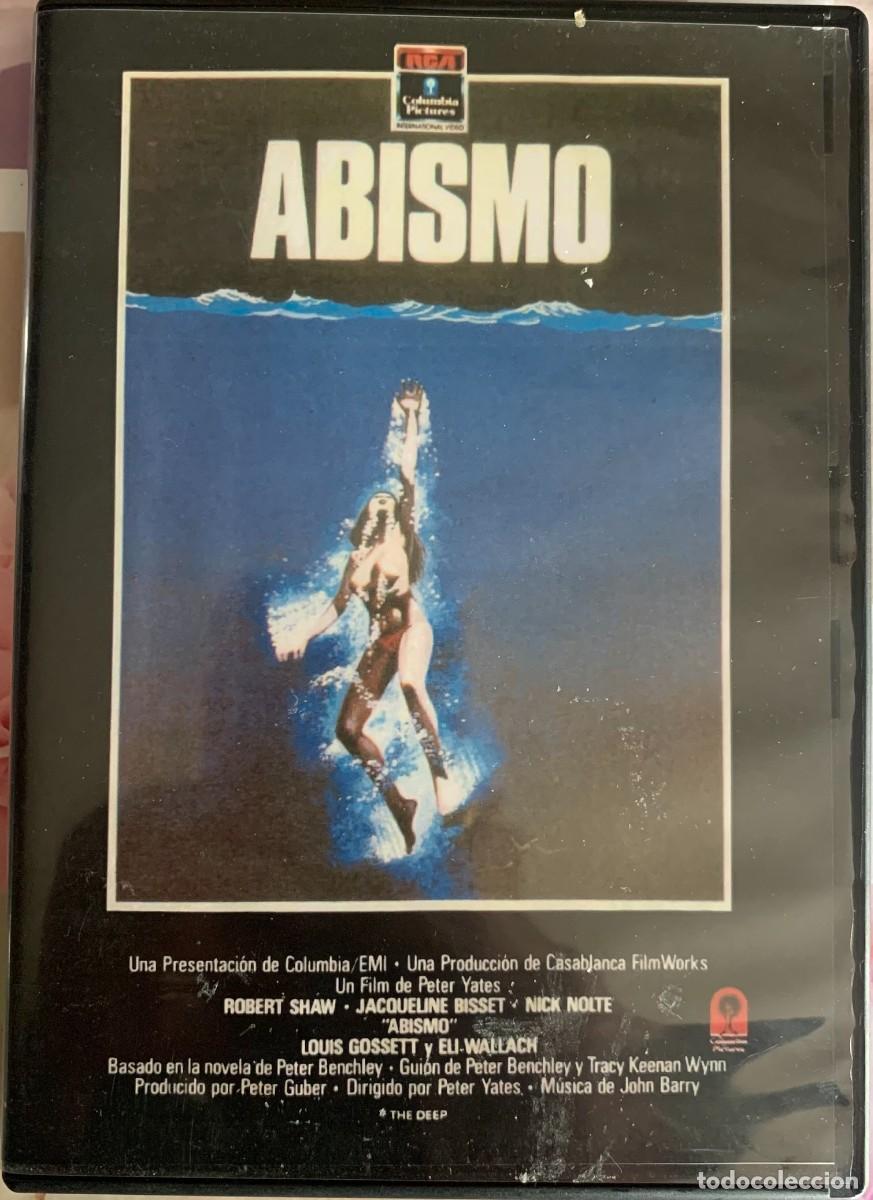 RCA
Columbia
Pictures
INTERNATIONAL VIDEO
ABISMO
Una Presentación de Columbia/EMI · Una Producción de Casablanca FilmWorks
Un Film de Peter Yates
ROBERT SHAW · JACQUELINE BISSET · NICK NOLTE
"ABISMO"
LOUIS GOSSETT y ELI WALLACH
Columbia
Pictures
Basado en la novela de Peter Benchley · Guión de Peter Benchley y Tracy Keenan Wynn
Producido por Peter Guber · Dirigido por Peter Yates · Música de John Barry
* THE DEEP
todocoleccion